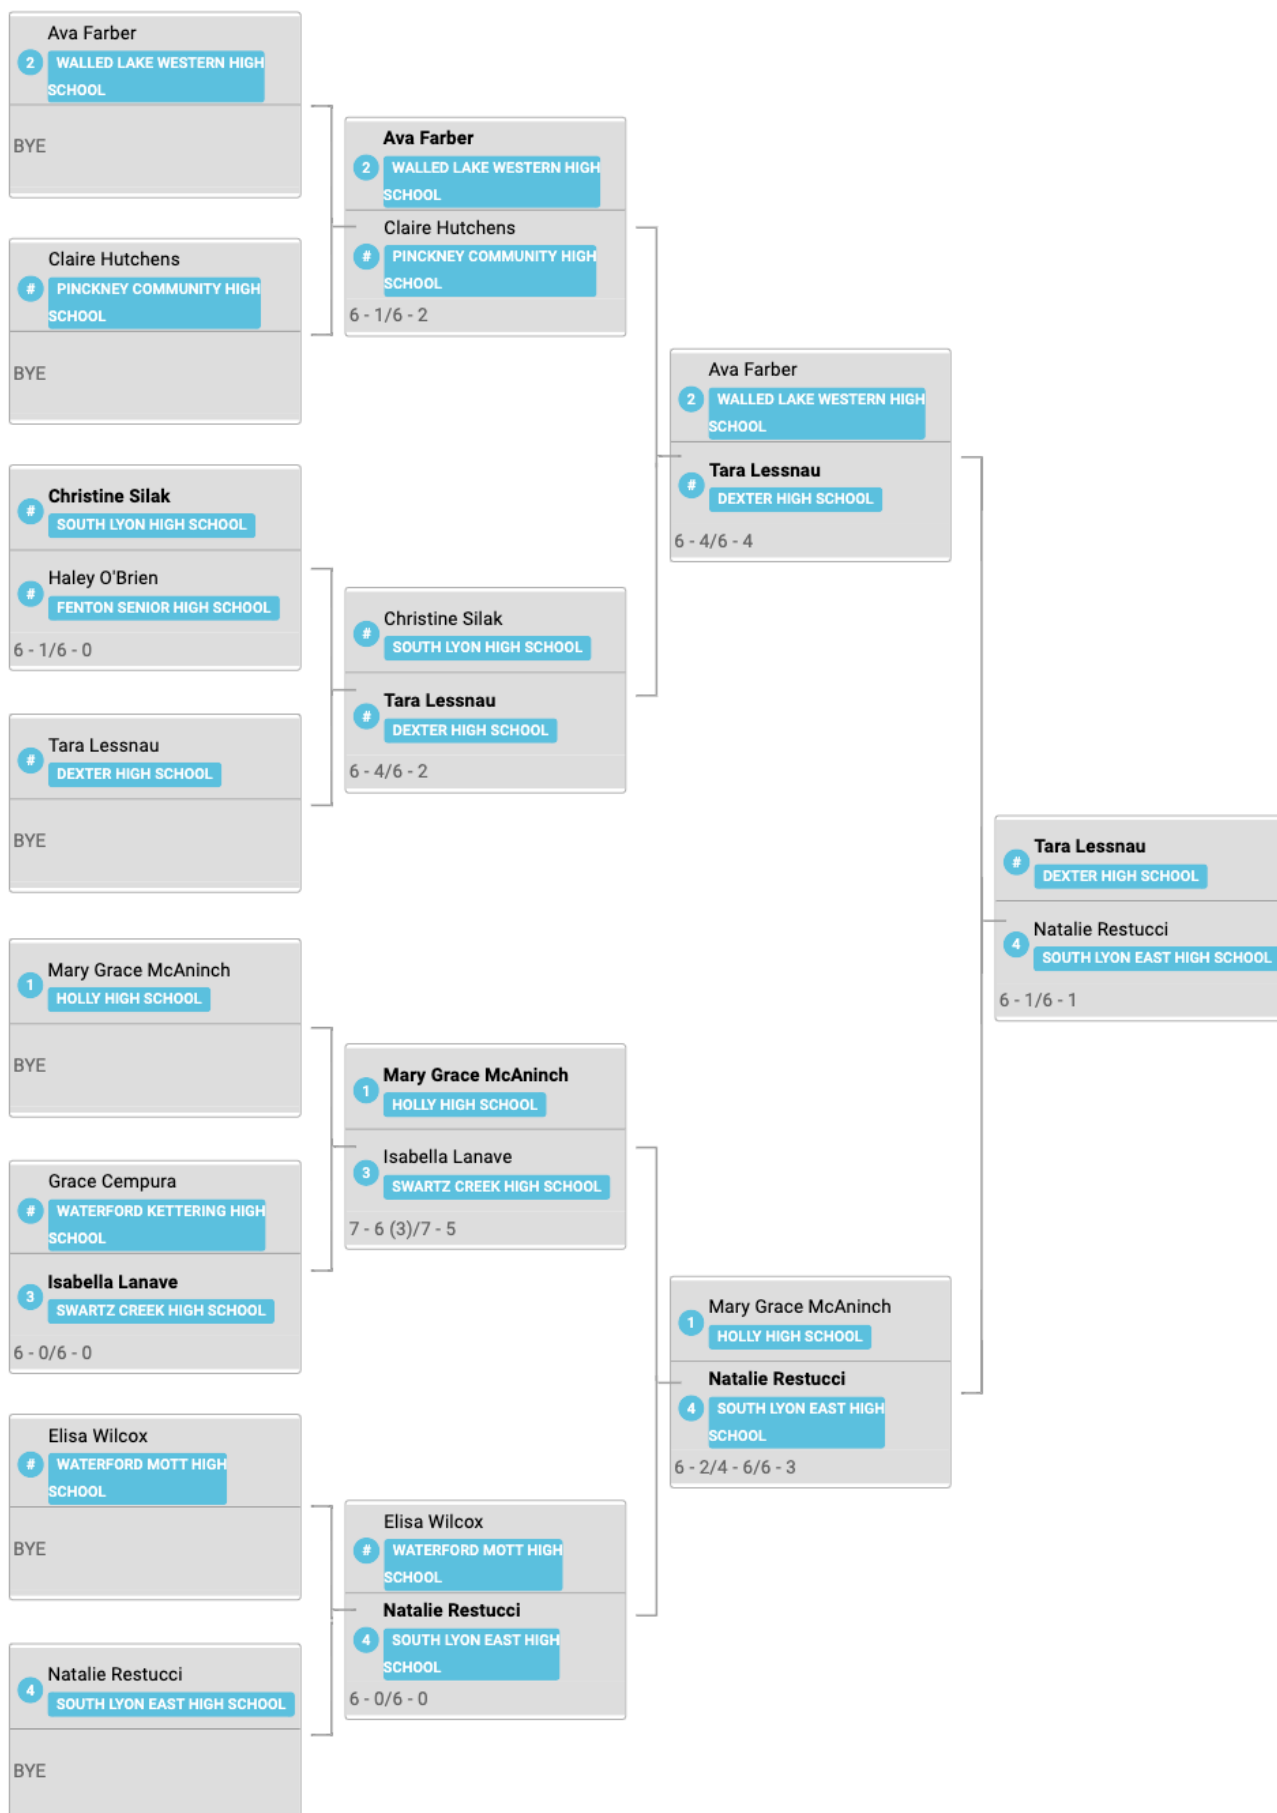 Ava Farber
2 WALLED LAKE WESTERN HIGH
SCHOOL
BYE
Claire Hutchens
# PINCKNEY COMMUNITY HIGH
SCHOOL
BYE
Christine Silak
# SOUTH LYON HIGH SCHOOL
Haley O'Brien
# FENTON SENIOR HIGH SCHOOL
6 - 1/6 - 0
Tara Lessnau
# DEXTER HIGH SCHOOL
BYE
Mary Grace McAninch
1 HOLLY HIGH SCHOOL
BYE
Grace Cempura
# WATERFORD KETTERING HIGH
SCHOOL
Isabella Lanave
3 SWARTZ CREEK HIGH SCHOOL
6 - 0/6 - 0
Elisa Wilcox
# WATERFORD MOTT HIGH
SCHOOL
BYE
Natalie Restucci
4 SOUTH LYON EAST HIGH SCHOOL
BYE
Ava Farber
2 WALLED LAKE WESTERN HIGH
SCHOOL
Claire Hutchens
# PINCKNEY COMMUNITY HIGH
SCHOOL
6 - 1/6 - 2
Christine Silak
# SOUTH LYON HIGH SCHOOL
Tara Lessnau
# DEXTER HIGH SCHOOL
6 - 4/6 - 2
Mary Grace McAninch
1 HOLLY HIGH SCHOOL
Isabella Lanave
3 SWARTZ CREEK HIGH SCHOOL
7 - 6 (3)/7 - 5
Elisa Wilcox
# WATERFORD MOTT HIGH
SCHOOL
Natalie Restucci
4 SOUTH LYON EAST HIGH
SCHOOL
6 - 0/6 - 0
Ava Farber
2 WALLED LAKE WESTERN HIGH
SCHOOL
Tara Lessnau
# DEXTER HIGH SCHOOL
6 - 4/6 - 4
Mary Grace McAninch
1 HOLLY HIGH SCHOOL
Natalie Restucci
4 SOUTH LYON EAST HIGH
SCHOOL
6 - 2/4 - 6/6 - 3
Tara Lessnau
# DEXTER HIGH SCHOOL
Natalie Restucci
4 SOUTH LYON EAST HIGH SCHOOL
6 - 1/6 - 1